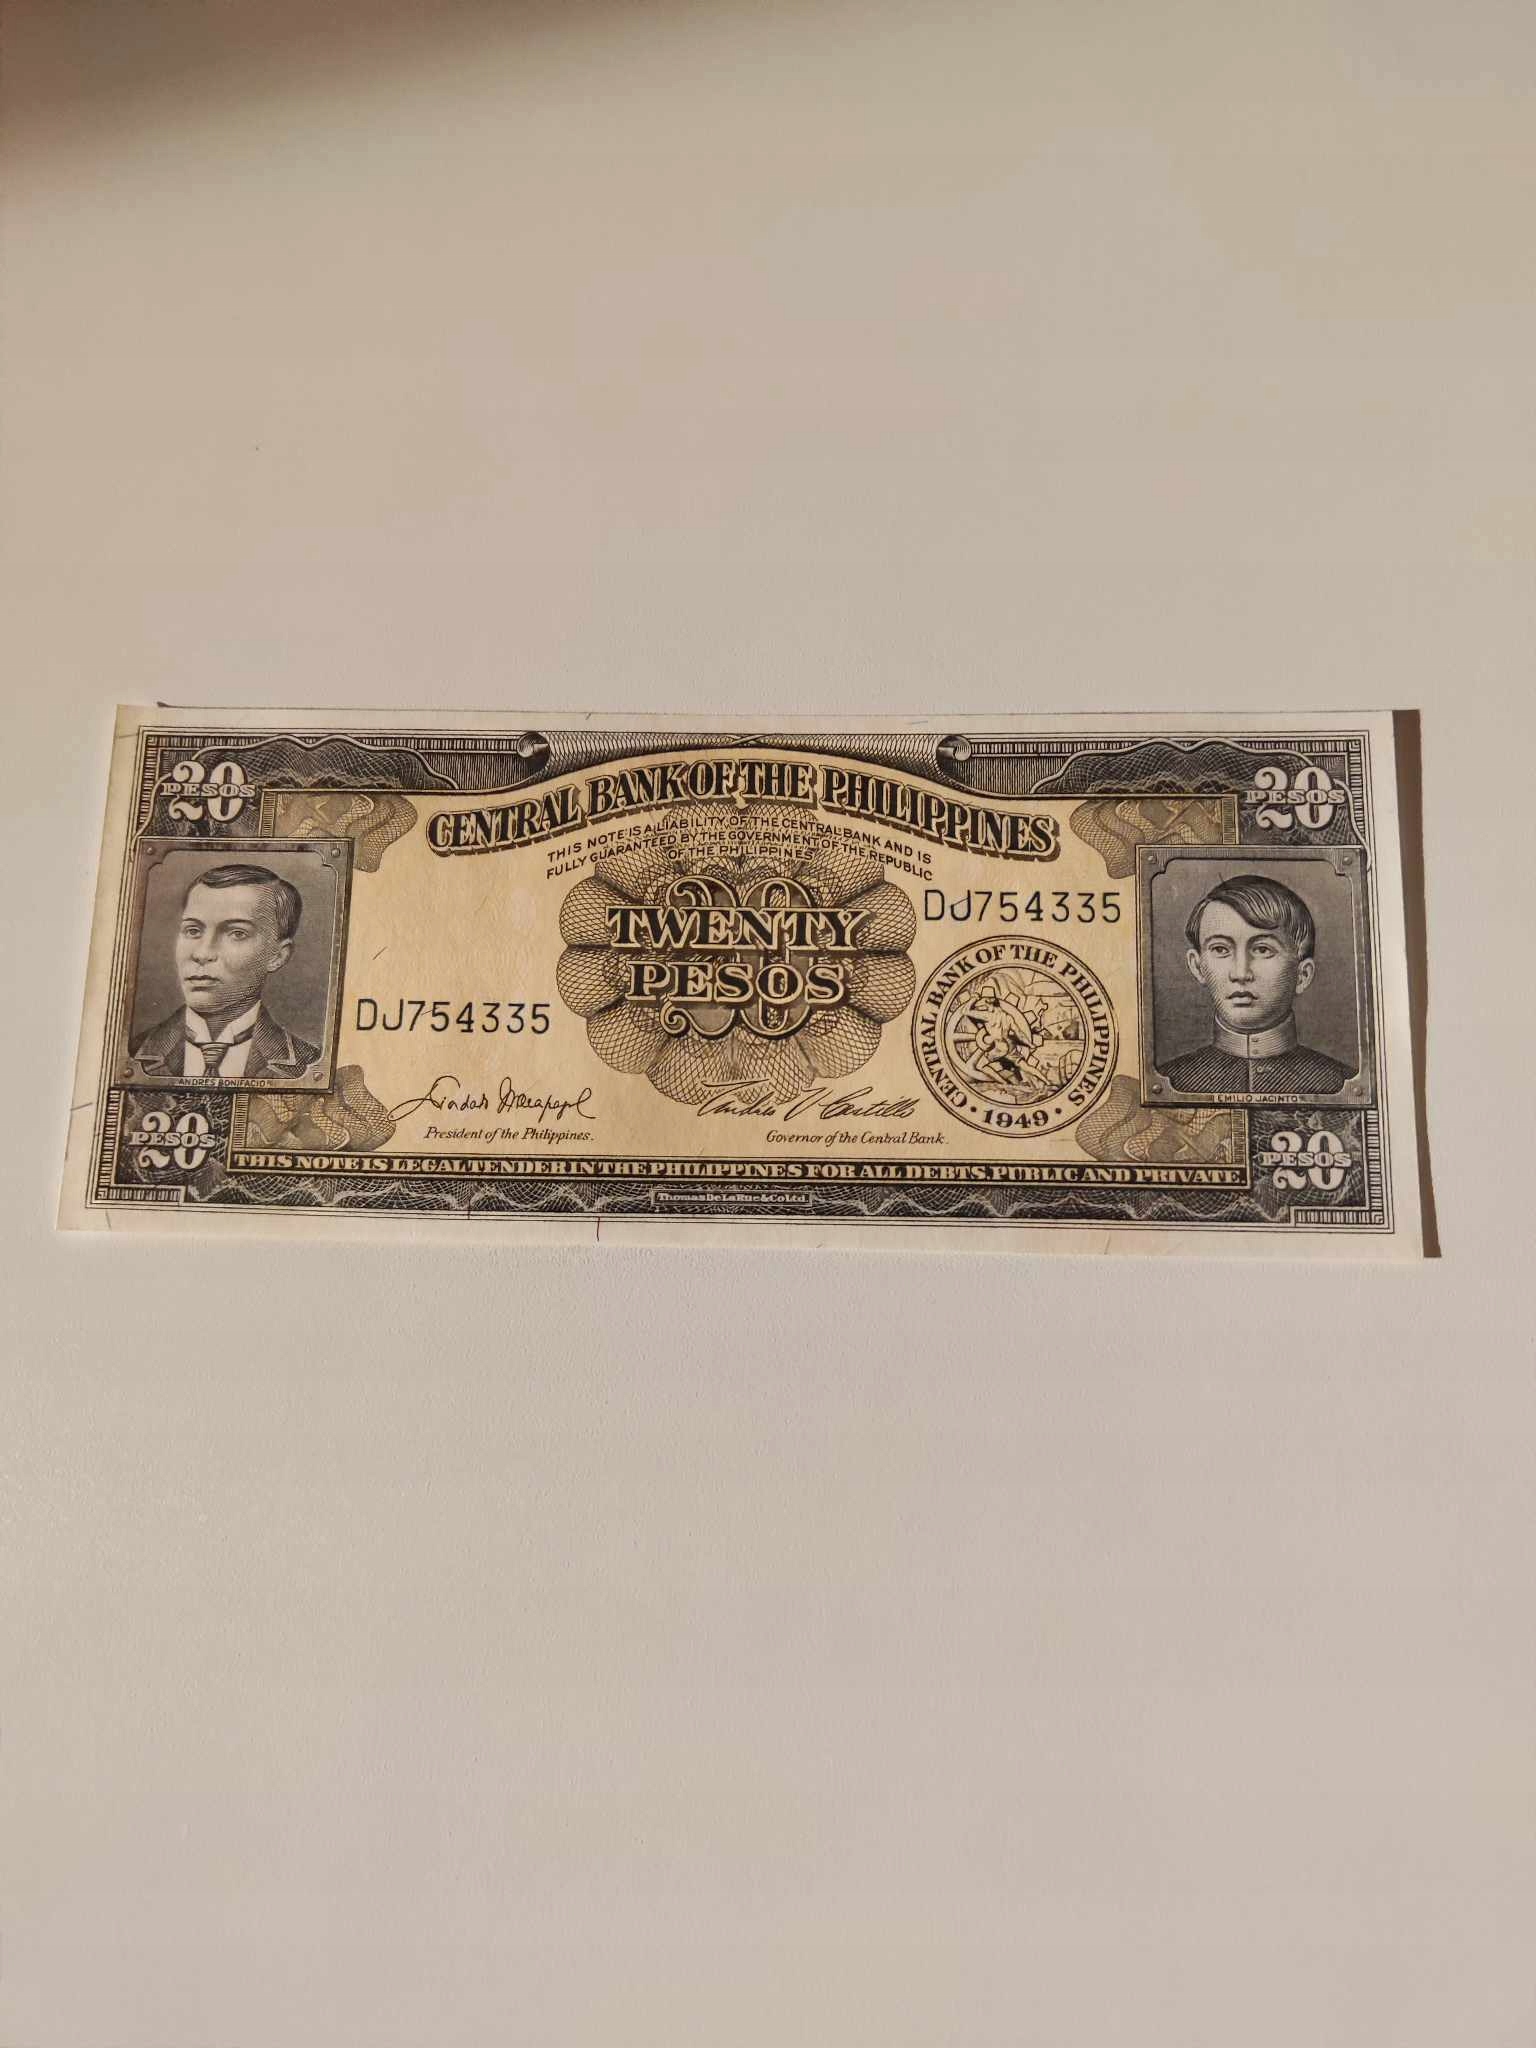 20
PESOS
20
PESOS
CENTRAL BANK OF THE PHILIPPINES
THIS NOTE IS A LIABILITY OF THE CENTRAL BANK AND IS
FULLY GUARANTEED BY THE GOVERNMENT OF THE REPUBLIC
OF THE PHILIPPINES
DJ754335
20
TWENTY
PESOS
CENTRAL BANK OF THE PHILIPPINES
• 1949 •
DJ754335
ANDRES BONIFACIO
EMILIO JACINTO
President of the Philippines.
Governor of the Central Bank.
20
PESOS
20
PESOS
THIS NOTE IS LEGAL TENDER IN THE PHILIPPINES FOR ALL DEBTS, PUBLIC AND PRIVATE.
Thomas De La Rue & Co Ltd.